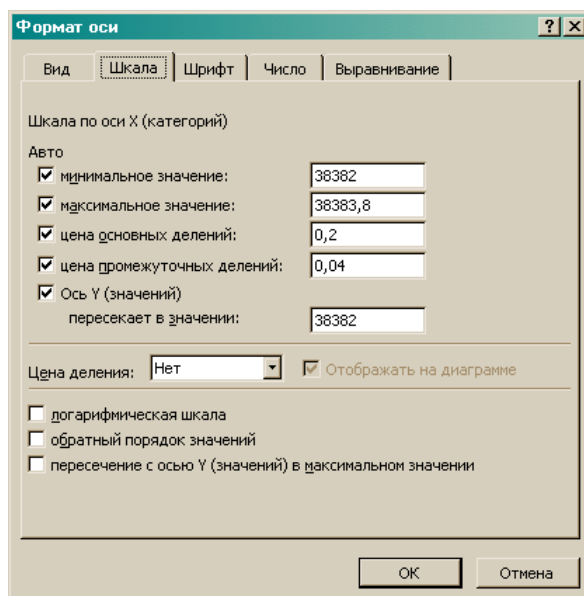 Формат оси
Вид Шкала Шрифт Число Выравнивание
Шкала по оси X (категорий)
Авто
минимальное значение: 38382
максимальное значение: 38383,8
цена основных делений: 0,2
цена промежуточных делений: 0,04
Ось Y (значений)
пересекает в значении: 38382
Цена деления: Нет Отображать на диаграмме
логарифмическая шкала
обратный порядок значений
пересечение с осью Y (значений) в максимальном значении
ОК Отмена